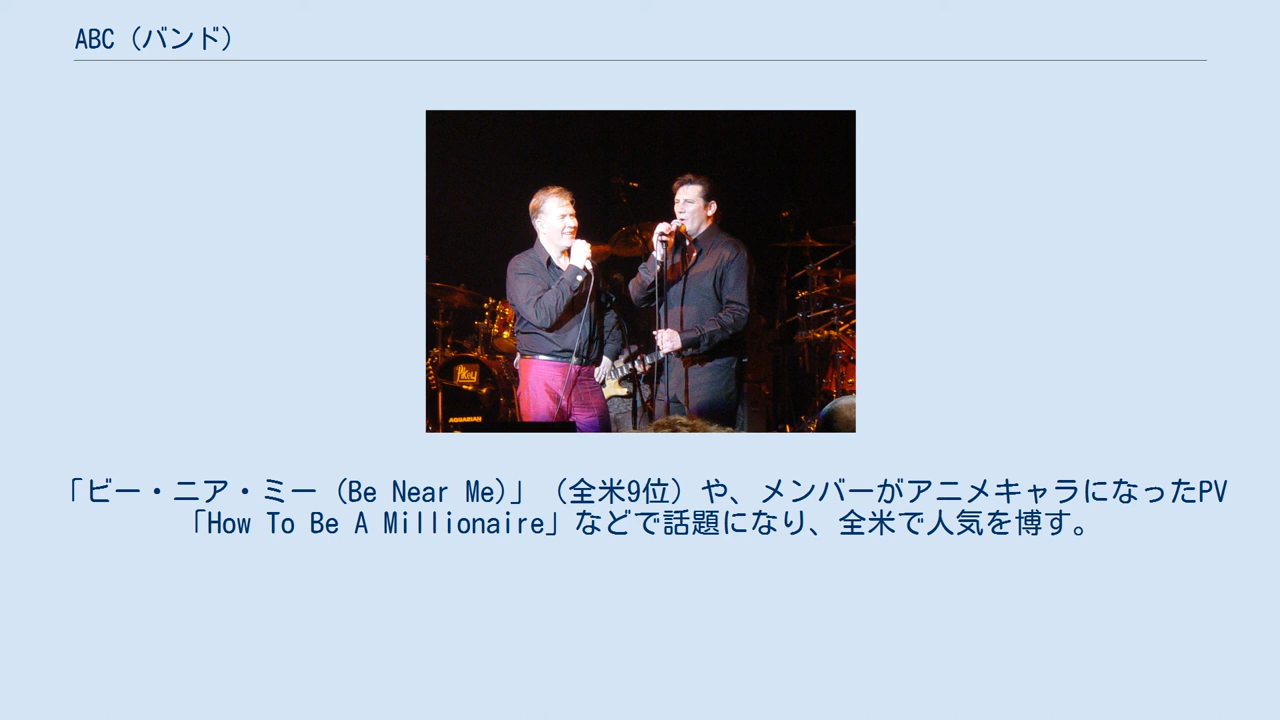 ABC（バンド）
Pikey
AQUARIAN
「ビー・ニア・ミー（Be Near Me）」（全米9位）や、メンバーがアニメキャラになったPV
「How To Be A Millionaire」などで話題になり、全米で人気を博す。